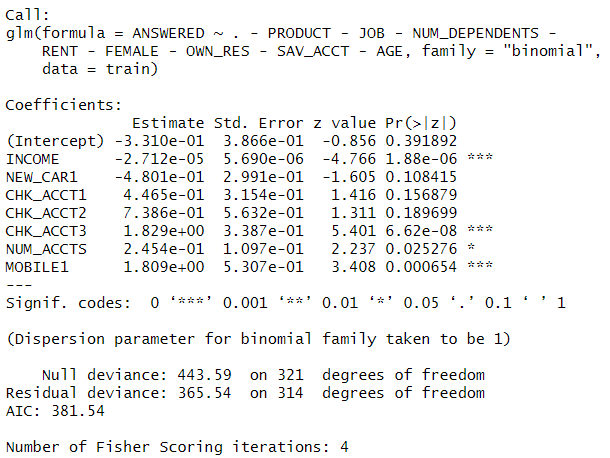 Call:
glm(formula = ANSWERED ~ . - PRODUCT - JOB - NUM_DEPENDENTS -
    RENT - FEMALE - OWN_RES - SAV_ACCT - AGE, family = "binomial",
    data = train)

Coefficients:
              Estimate Std. Error z value Pr(>|z|)
(Intercept) -3.310e-01  3.866e-01  -0.856 0.391892
INCOME      -2.712e-05  5.690e-06  -4.766 1.88e-06 ***
NEW_CAR1    -4.801e-01  2.991e-01  -1.605 0.108415
CHK_ACCT1    4.465e-01  3.154e-01   1.416 0.156879
CHK_ACCT2    7.386e-01  5.632e-01   1.311 0.189699
CHK_ACCT3    1.829e+00  3.387e-01   5.401 6.62e-08 ***
NUM_ACCTS    2.454e-01  1.097e-01   2.237 0.025276 *
MOBILE1      1.809e+00  5.307e-01   3.408 0.000654 ***
---
Signif. codes:  0 ‘***’ 0.001 ‘**’ 0.01 ‘*’ 0.05 ‘.’ 0.1 ‘ ’ 1

(Dispersion parameter for binomial family taken to be 1)

    Null deviance: 443.59  on 321  degrees of freedom
Residual deviance: 365.54  on 314  degrees of freedom
AIC: 381.54

Number of Fisher Scoring iterations: 4